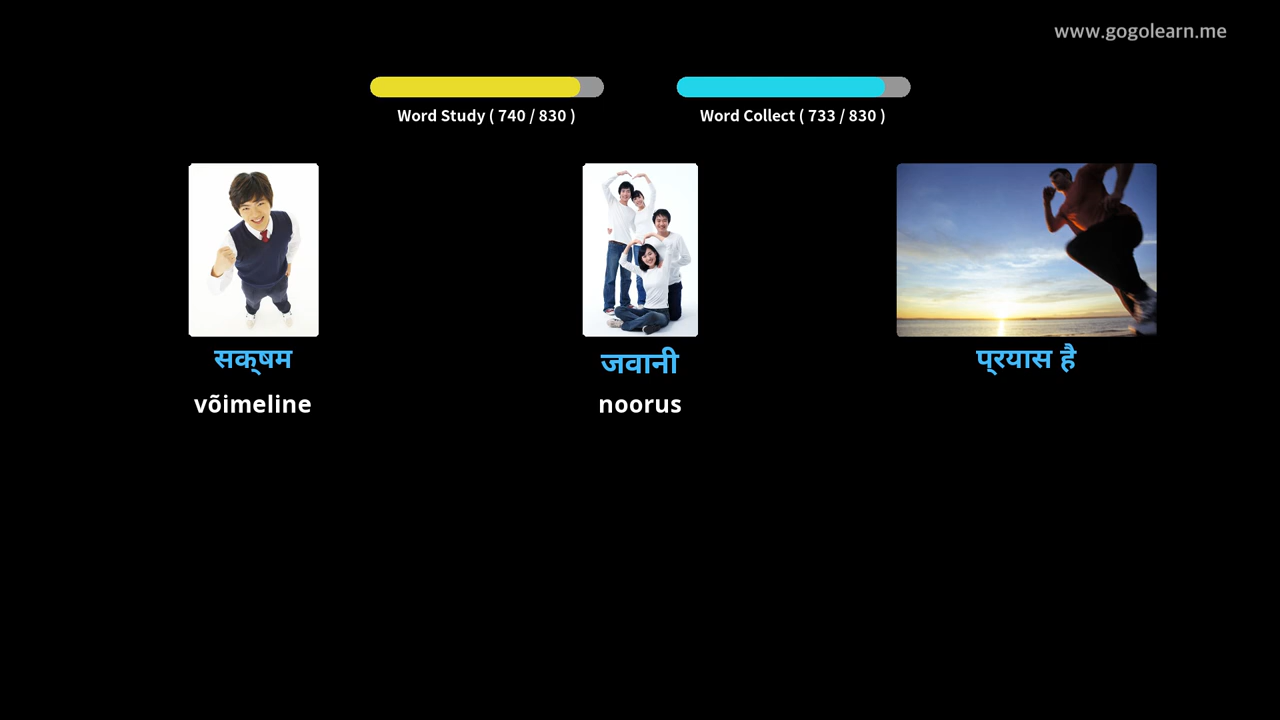 www.gogolearn.me
Word Study ( 740 / 830 )
Word Collect ( 733 / 830 )
सक्षम
जवानी
प्रयास है
võimeline
noorus